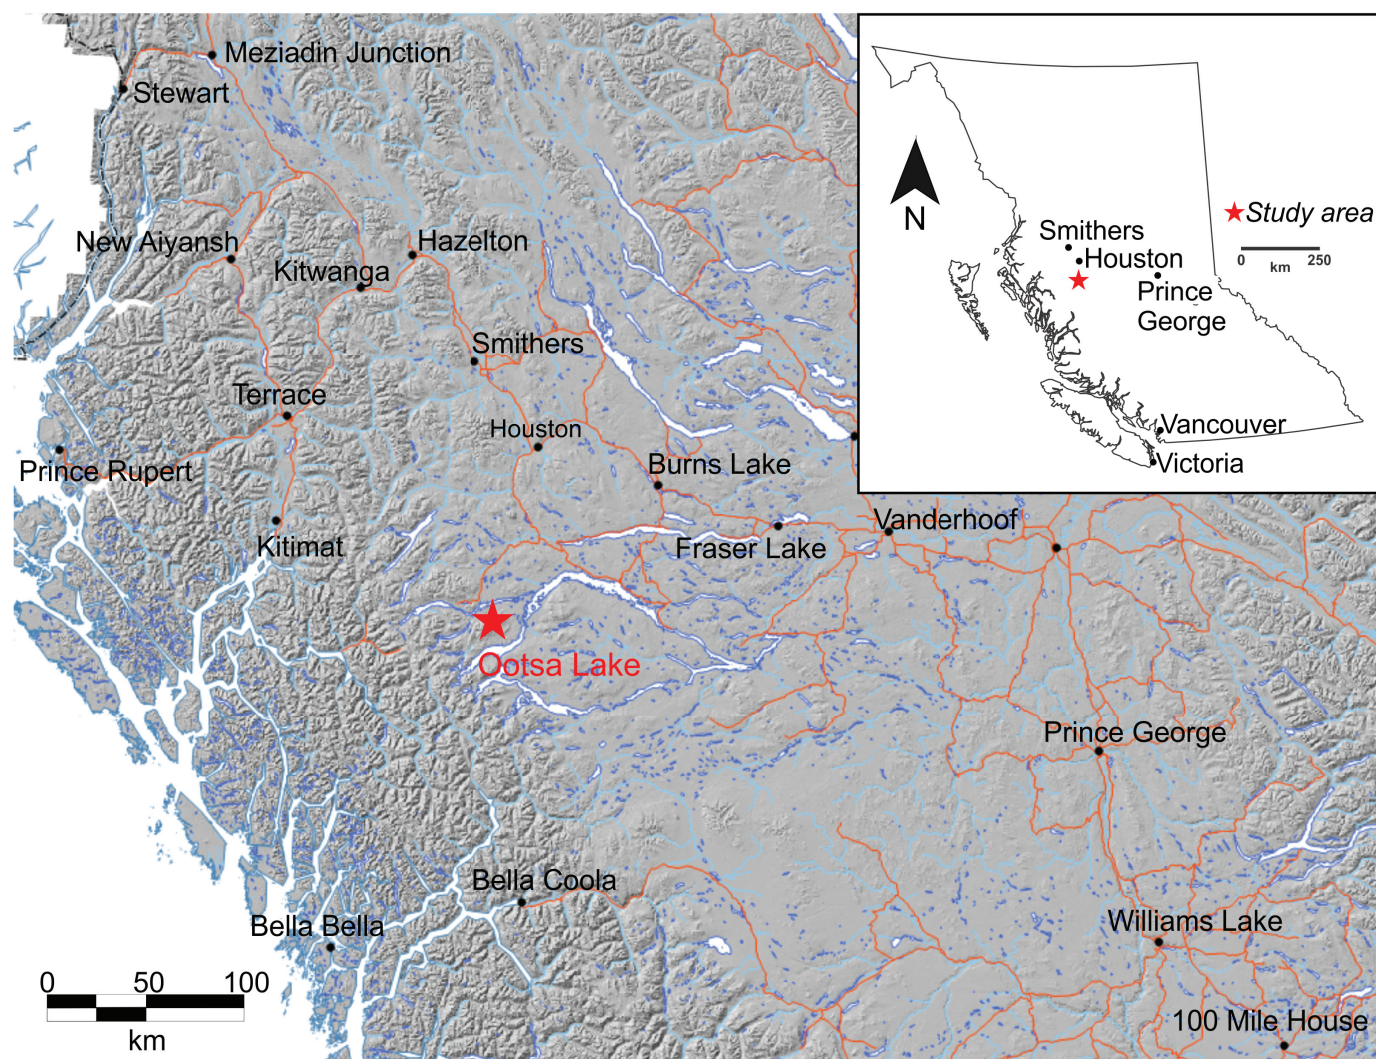 Meziadin Junction
Stewart
New Aiyansh
Hazelton
Kitwanga
Smithers
Terrace
Houston
Prince Rupert
Burns Lake
Kitimat
Fraser Lake
Vanderhoof
Ootsa Lake
Prince George
Bella Coola
Bella Bella
Williams Lake
100 Mile House
0 50 100
km
N
Study area
0 km 250
Smithers
Houston
Prince
George
Vancouver
Victoria